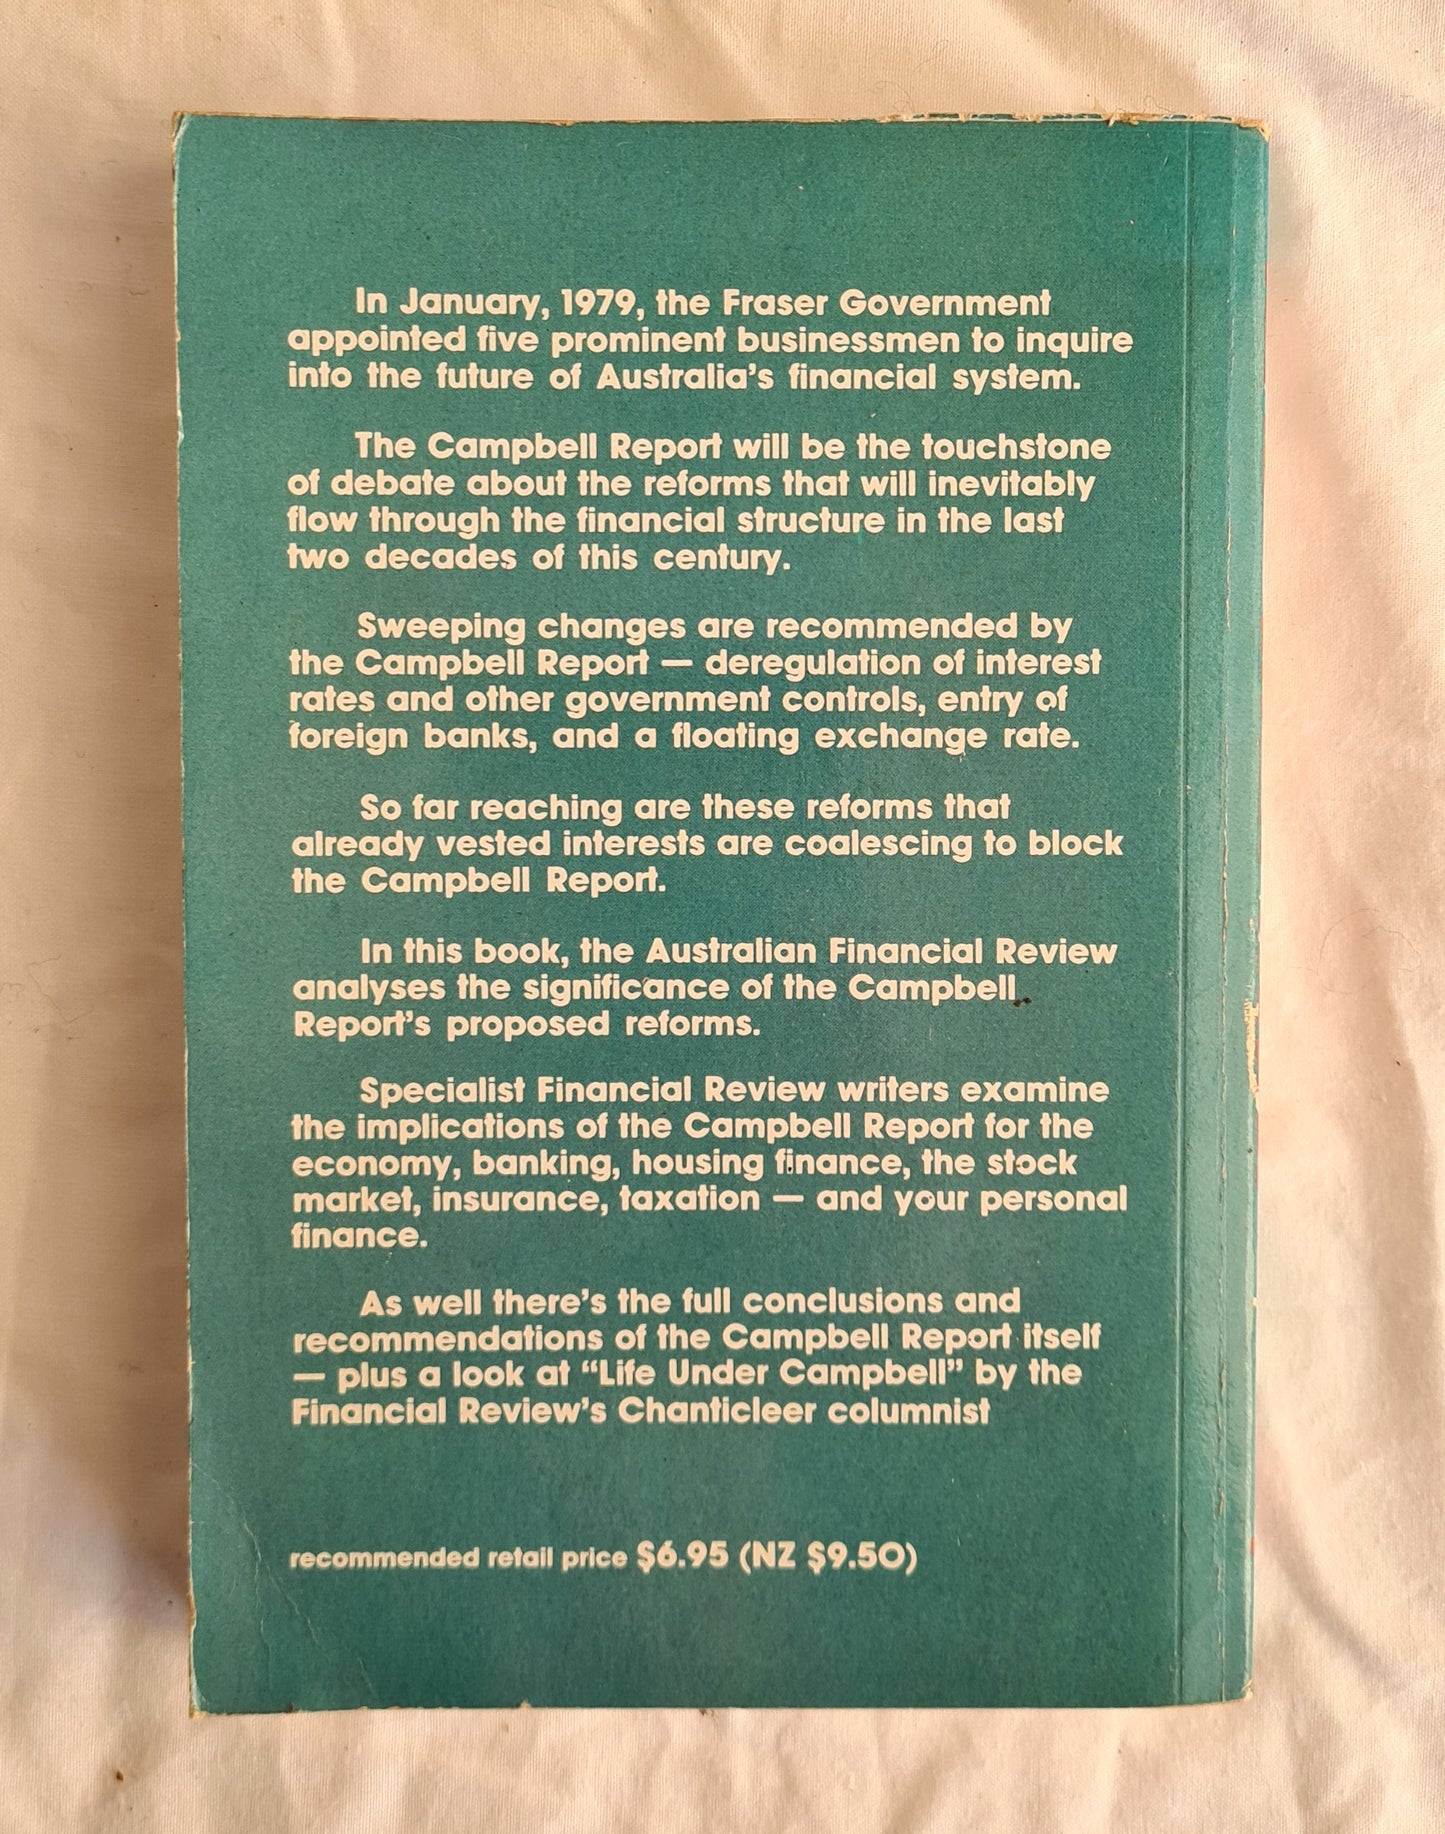 In January, 1979, the Fraser Government
appointed five prominent businessmen to inquire
into the future of Australia's financial system.
The Campbell Report will be the touchstone
of debate about the reforms that will inevitably
flow through the financial structure in the last
two decades of this century.
Sweeping changes are recommended by
the Campbell Report — deregulation of interest
rates and other government controls, entry of
foreign banks, and a floating exchange rate.
So far reaching are these reforms that
already vested interests are coalescing to block
the Campbell Report.
In this book, the Australian Financial Review
analyses the significance of the Campbell
Report's proposed reforms.
Specialist Financial Review writers examine
the implications of the Campbell Report for the
economy, banking, housing finance, the stock
market, insurance, taxation — and your personal
finance.
As well there's the full conclusions and
recommendations of the Campbell Report itself
— plus a look at “Life Under Campbell” by the
Financial Review's Chanticleer columnist
recommended retail price $6.95 (NZ $9.50)